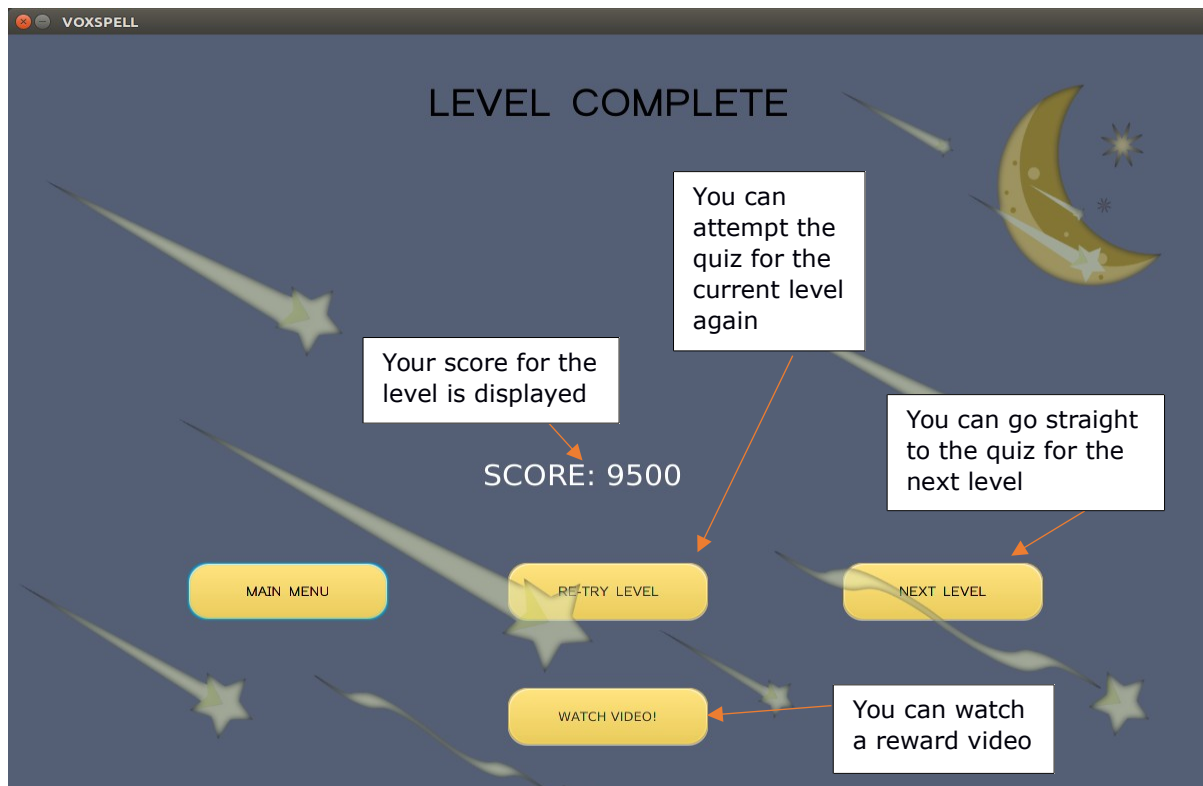 VOXSPELL
LEVEL COMPLETE
You can
attempt the
quiz for the
current level
again
Your score for the
level is displayed
You can go straight
to the quiz for the
next level
SCORE: 9500
MAIN MENU
RE-TRY LEVEL
NEXT LEVEL
WATCH VIDEO!
You can watch
a reward video